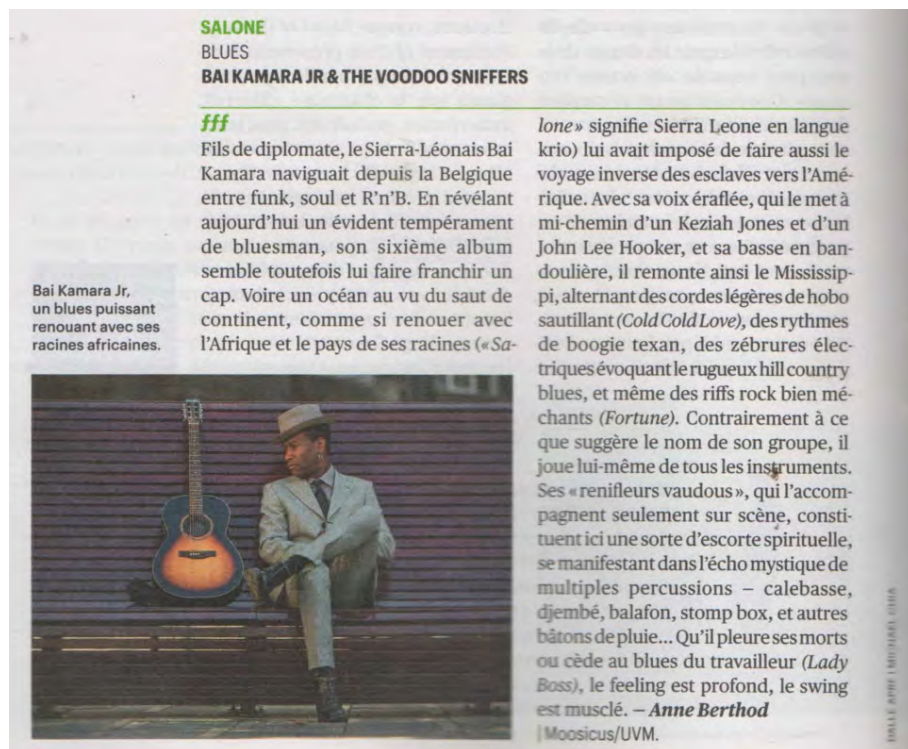 SALONE
BLUES
BAI KAMARA JR & THE VOODOO SNIFFERS
fff
Fils de diplomate, le Sierra-Léonais Bai
Kamara naviguait depuis la Belgique
entre funk, soul et R’n’B. En révélant
aujourd’hui un évident tempérament
de bluesman, son sixième album
semble toutefois lui faire franchir un
cap. Voire un océan au vu du saut de
continent, comme si renouer avec
l’Afrique et le pays de ses racines («Sa-
lone» signifie Sierra Leone en langue
krio) lui avait imposé de faire aussi le
voyage inverse des esclaves vers l’Amé-
rique. Avec sa voix éraflée, qui le met à
mi-chemin d’un Keziah Jones et d’un
John Lee Hooker, et sa basse en ban-
doulière, il remonte ainsi le Mississip-
pi, alternant des cordes légères de hobo
sautillant (Cold Cold Love), des rythmes
de boogie texan, des zébrures élec-
triques évoquant le rugueux hill country
blues, et même des riffs rock bien mé-
chants (Fortune). Contrairement à ce
que suggère le nom de son groupe, il
joue lui-même de tous les instruments.
Ses «renifleurs vaudous», qui l’accom-
pagnent seulement sur scène, consti-
tuent ici une sorte d’escorte spirituelle,
se manifestant dans l’écho mystique de
multiples percussions – calebasse,
djembé, balafon, stomp box, et autres
bâtons de pluie... Qu’il pleure ses morts
ou cède au blues du travailleur (Lady
Boss), le feeling est profond, le swing
est musclé. – Anne Berthod
| Moosicus/UVM.
Bai Kamara Jr,
un blues puissant
renouant avec ses
racines africaines.